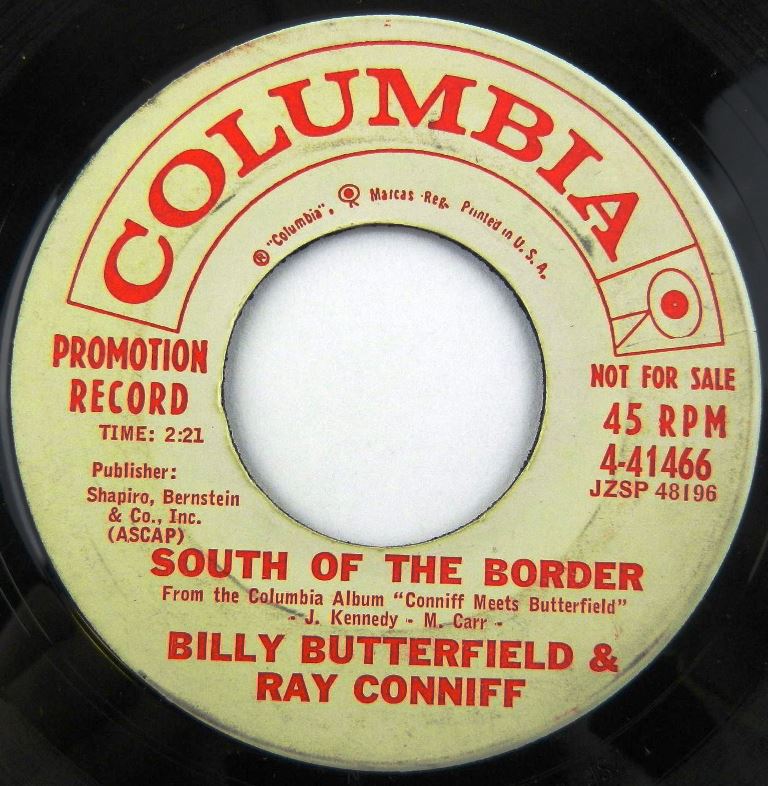 COLUMBIA
® "Columbia", Marcas Reg. Printed in U.S.A.
PROMOTION
RECORD
TIME: 2:21
Publisher:
Shapiro, Bernstein
& Co., Inc.
(ASCAP)
NOT FOR SALE
45 RPM
4-41466
JZSP 48196
SOUTH OF THE BORDER
From the Columbia Album "Conniff Meets Butterfield"
- J. Kennedy - M. Carr -
BILLY BUTTERFIELD &
RAY CONNIFF